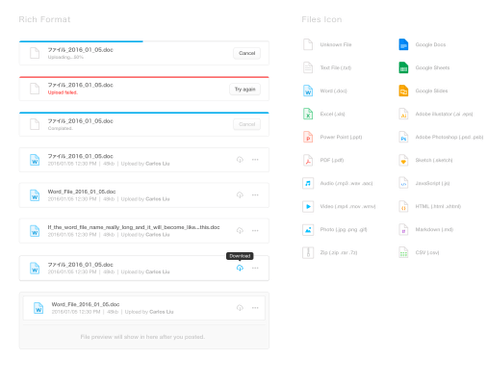 Rich Format
ファイル_2016_01_05.doc
Uploading.. 60%
Cancel
ファイル_2016_01_05.doc
Upload failed.
Try again
ファイル_2016_01_05.doc
Completed.
Cancel
ファイル_2016_01_05.doc
2016/01/08 12:30 PM | 48kb | Upload by Carlos Liu
Word_File_2016_01_05.doc
2016/01/08 12:30 PM | 48kb | Upload by Carlos Liu
If_the_word_file_name_really_long_and_it_will_become_like...this.doc
2016/01/08 12:30 PM | 48kb | Upload by Carlos Liu
Download
ファイル_2016_01_05.doc
2016/01/08 12:30 PM | 48kb | Upload by Carlos Liu
Word_File_2016_01_05.doc
2016/01/08 12:30 PM | 48kb | Upload by Carlos Liu
File preview will show in here after you posted.
Files Icon
Unknown File
Text File (.txt)
Word (.doc)
Excel (.xls)
Power Point (.ppt)
PDF (.pdf)
Audio (.mp3 .wav .aac)
Video (.mp4 .mov .wmv)
Photo (.jpg .png .gif)
Zip (.zip .rar .7z)
Google Docs
Google Sheets
Google Slides
Adobe Illustrator (.ai .eps)
Adobe Photoshop (.psd .psb)
Sketch (.sketch)
JavaScript (.js)
HTML (.html .xhtml)
Markdown (.md)
CSV (.csv)